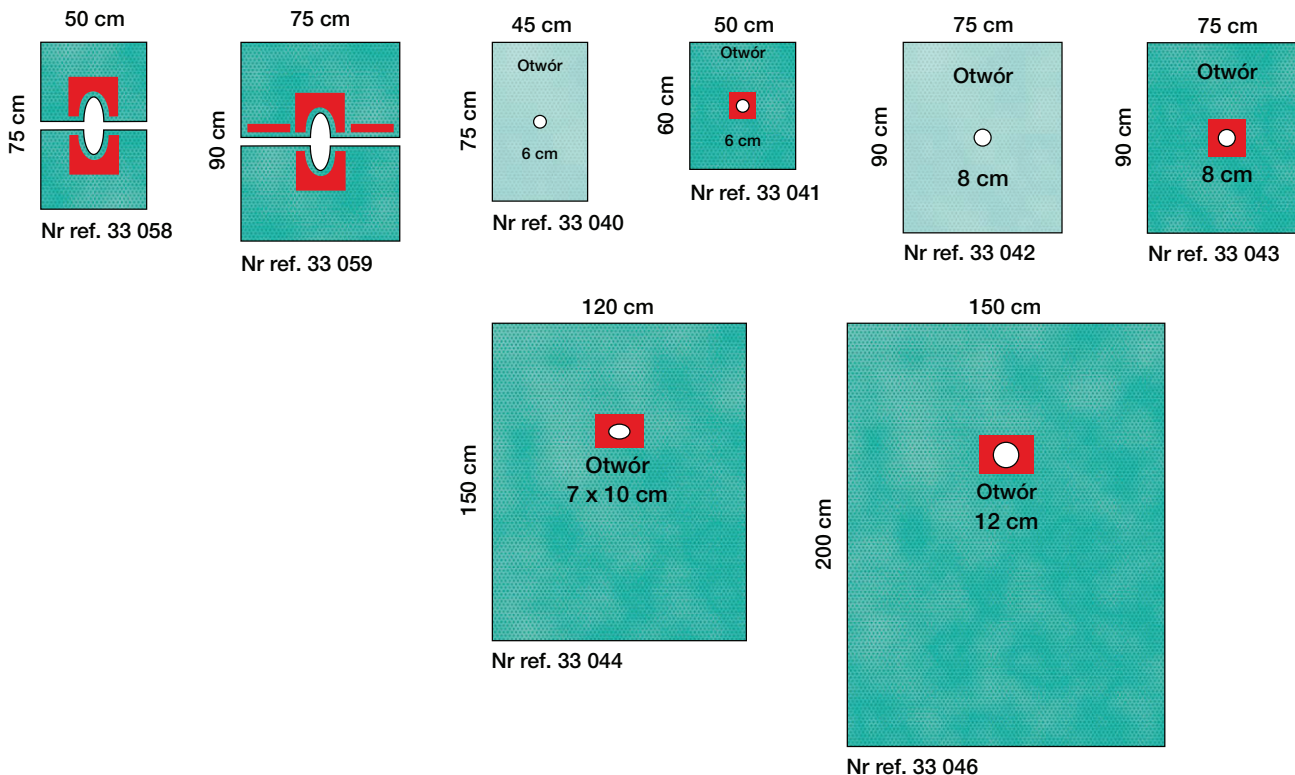 50 cm
75 cm
Nr ref. 33 058
75 cm
90 cm
Nr ref. 33 059
45 cm
75 cm
Otwór
6 cm
Nr ref. 33 040
50 cm
60 cm
Otwór
6 cm
Nr ref. 33 041
75 cm
90 cm
Otwór
8 cm
Nr ref. 33 042
75 cm
90 cm
Otwór
8 cm
Nr ref. 33 043
120 cm
150 cm
Otwór
7 x 10 cm
Nr ref. 33 044
150 cm
200 cm
Otwór
12 cm
Nr ref. 33 046